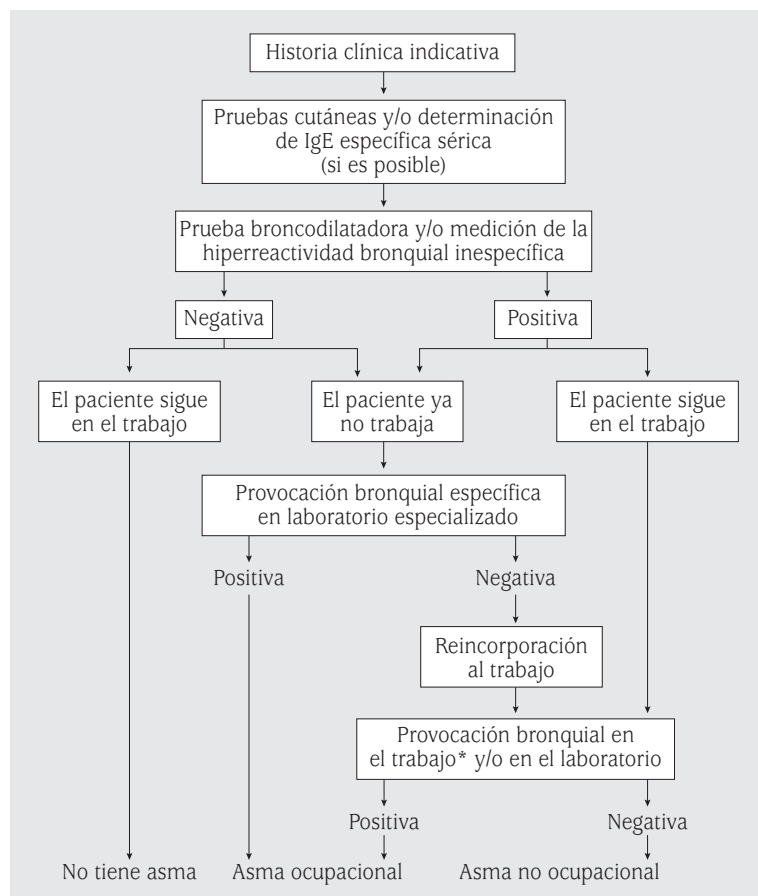 Historia clínica indicativa
Pruebas cutáneas y/o determinación
de IgE específica sérica
(si es posible)
Prueba broncodilatadora y/o medición de la
hiperreactividad bronquial inespecífica
Negativa
Positiva
El paciente sigue
en el trabajo
El paciente ya
no trabaja
El paciente sigue
en el trabajo
Provocación bronquial específica
en laboratorio especializado
Positiva
Negativa
Reincorporación
al trabajo
Provocación bronquial en
el trabajo* y/o en el laboratorio
Positiva
Negativa
No tiene asma
Asma ocupacional
Asma no ocupacional